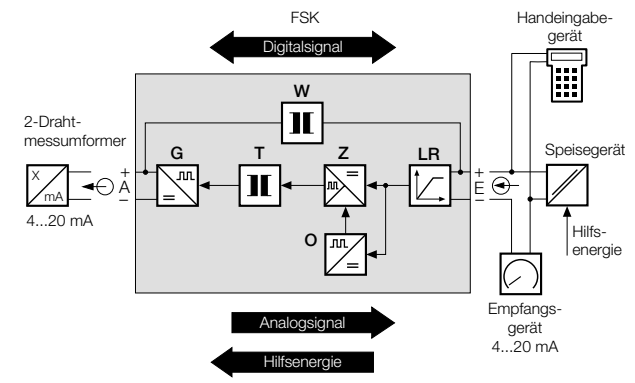 FSK
Digitalsignal
Handeingabe-
gerät
2-Draht-
messumformer
W
G
T
Z
LR
Speisegerät
X
mA
+
A
–
+
E
–
4...20 mA
O
Hilfs-
energie
Empfangs-
gerät
4...20 mA
Analogsignal
Hilfsenergie